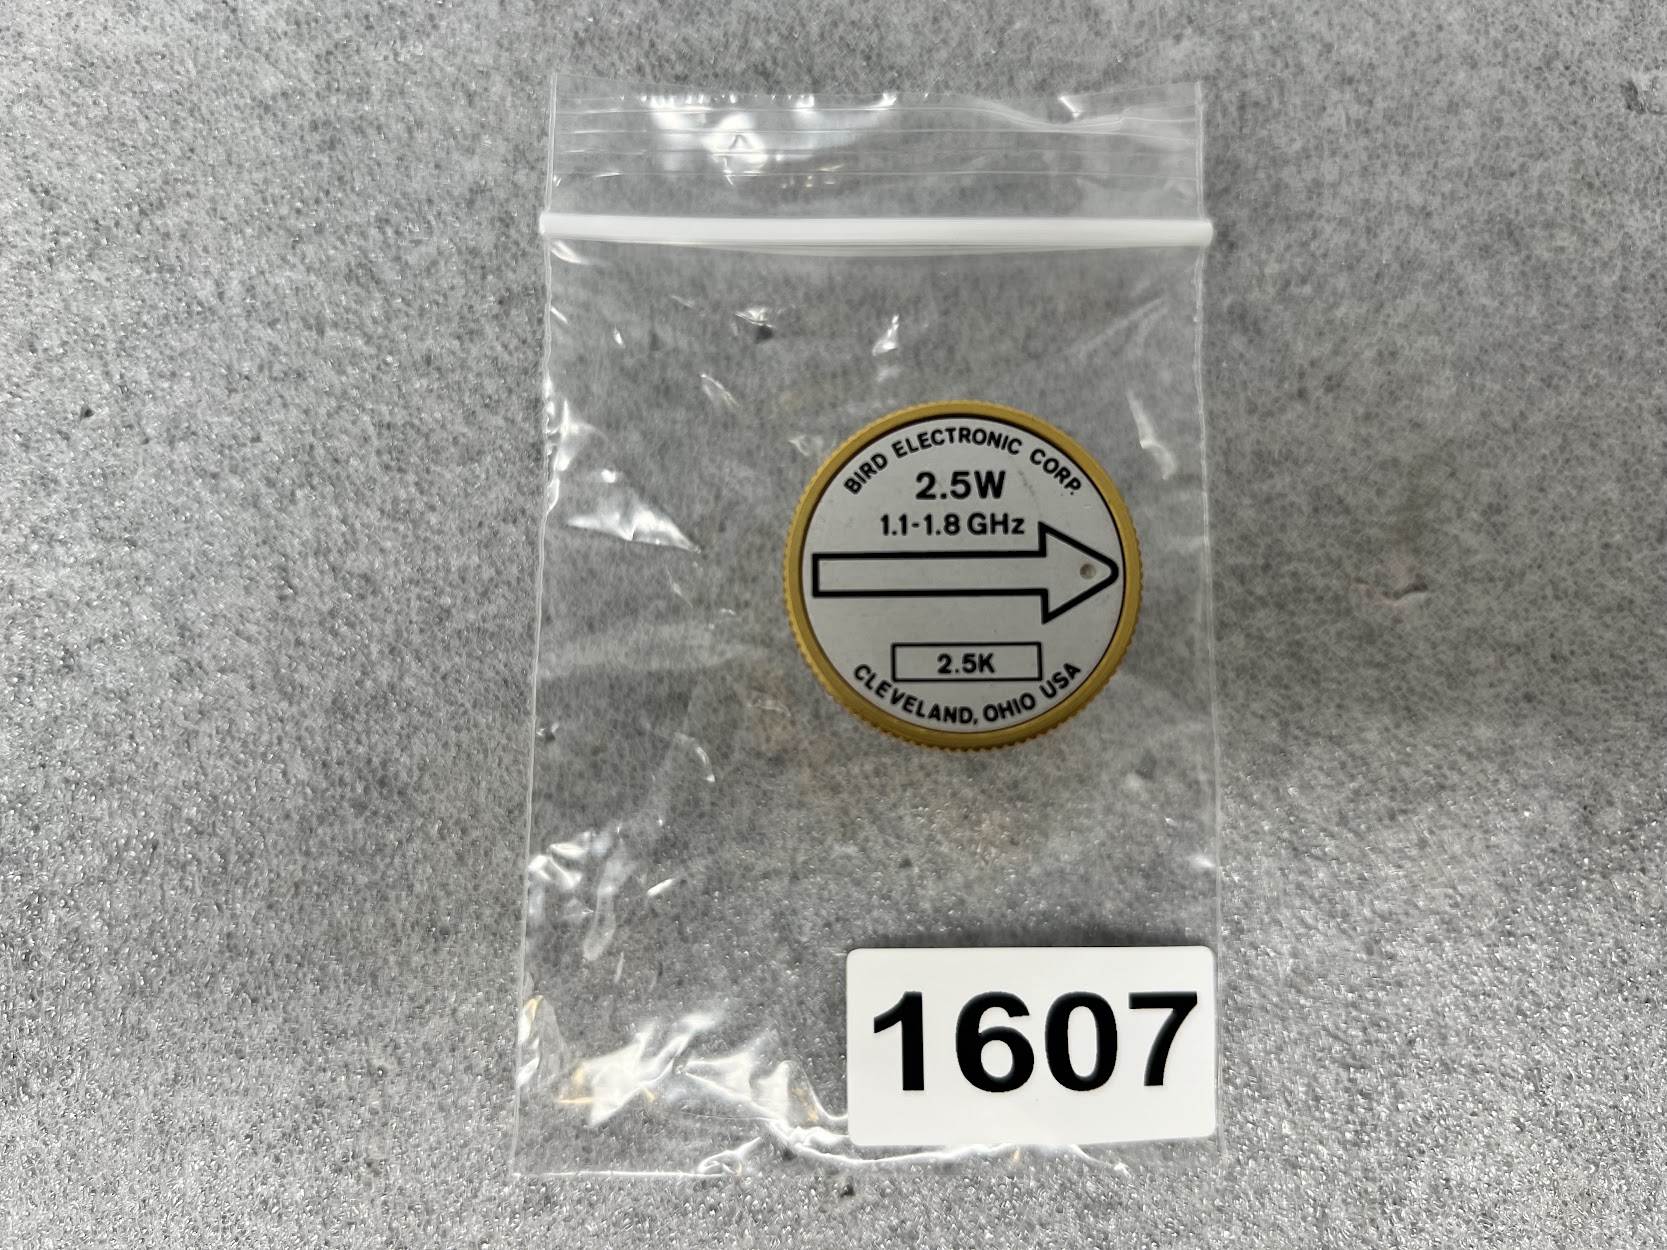 BIRD ELECTRONIC CORP.
2.5W
1.1-1.8 GHz
2.5K
CLEVELAND, OHIO USA
1607